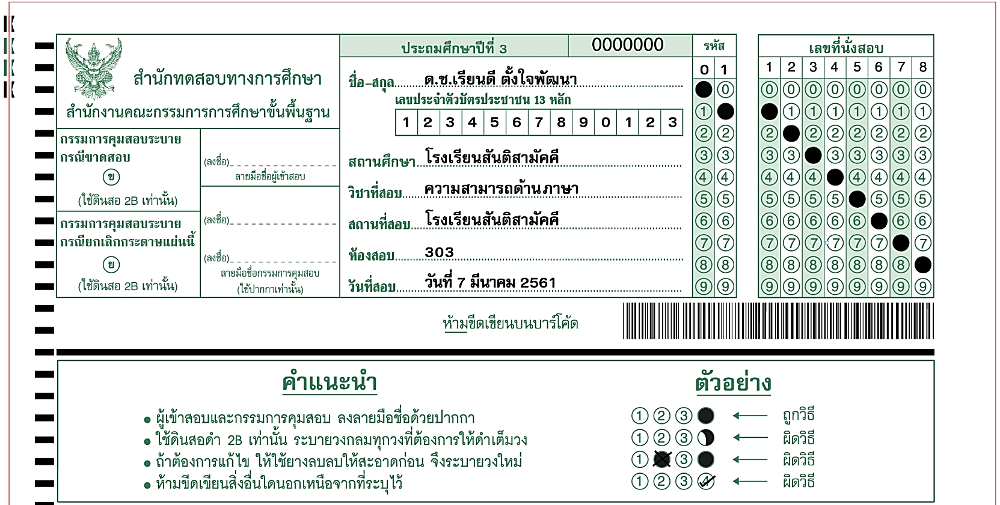 ประถมศึกษาปีที่ 3 0000000
รหัส
เลขที่นั่งสอบ
สำนักทดสอบทางการศึกษา
สำนักงานคณะกรรมการการศึกษาขั้นพื้นฐาน
กรรมการคุมสอบระบาย
กรณีขาดสอบ
ข
(ใช้ดินสอ 2B เท่านั้น)
กรรมการคุมสอบระบาย
กรณียกเลิกกระดาษแผ่นนี้
ย
(ใช้ดินสอ 2B เท่านั้น)
(ลงชื่อ)
ลายมือชื่อผู้เข้าสอบ
(ลงชื่อ)
(ลงชื่อ)
ลายมือชื่อกรรมการคุมสอบ
(ใช้ปากกาเท่านั้น)
ชื่อ-สกุล ด.ช.เรียนดี ตั้งใจพัฒนา
เลขประจำตัวบัตรประชาชน 13 หลัก
1 2 3 4 5 6 7 8 9 0 1 2 3
สถานศึกษา โรงเรียนสันติสามัคคี
วิชาที่สอบ ความสามารถด้านภาษา
สถานที่สอบ โรงเรียนสันติสามัคคี
ห้องสอบ 303
วันที่สอบ วันที่ 7 มีนาคม 2561
0 1
0
1
2 2
3 3
4 4
5 5
6 6
7 7
8 8
9 9
1 2 3 4 5 6 7 8
0 0 0 0 0 0 0 0
1 1 1 1 1 1 1
2 2 2 2 2 2 2
3 3 3 3 3 3 3
4 4 4 4 4 4 4
5 5 5 5 5 5 5
6 6 6 6 6 6 6
7 7 7 7 7 7 7
8 8 8 8 8 8 8
9 9 9 9 9 9 9 9
ห้ามขีดเขียนบนบาร์โค้ด
คำแนะนำ
ผู้เข้าสอบและกรรมการคุมสอบ ลงลายมือชื่อด้วยปากกา
ใช้ดินสอดำ 2B เท่านั้น ระบายวงกลมทุกวงที่ต้องการให้ดำเต็มวง
ถ้าต้องการแก้ไข ให้ใช้ยางลบลบให้สะอาดก่อน จึงระบายวงใหม่
ห้ามขีดเขียนสิ่งอื่นใดนอกเหนือจากที่ระบุไว้
ตัวอย่าง
1 2 3 ถูกวิธี
1 2 3 ผิดวิธี
1 3 ผิดวิธี
1 2 3 4 ผิดวิธี